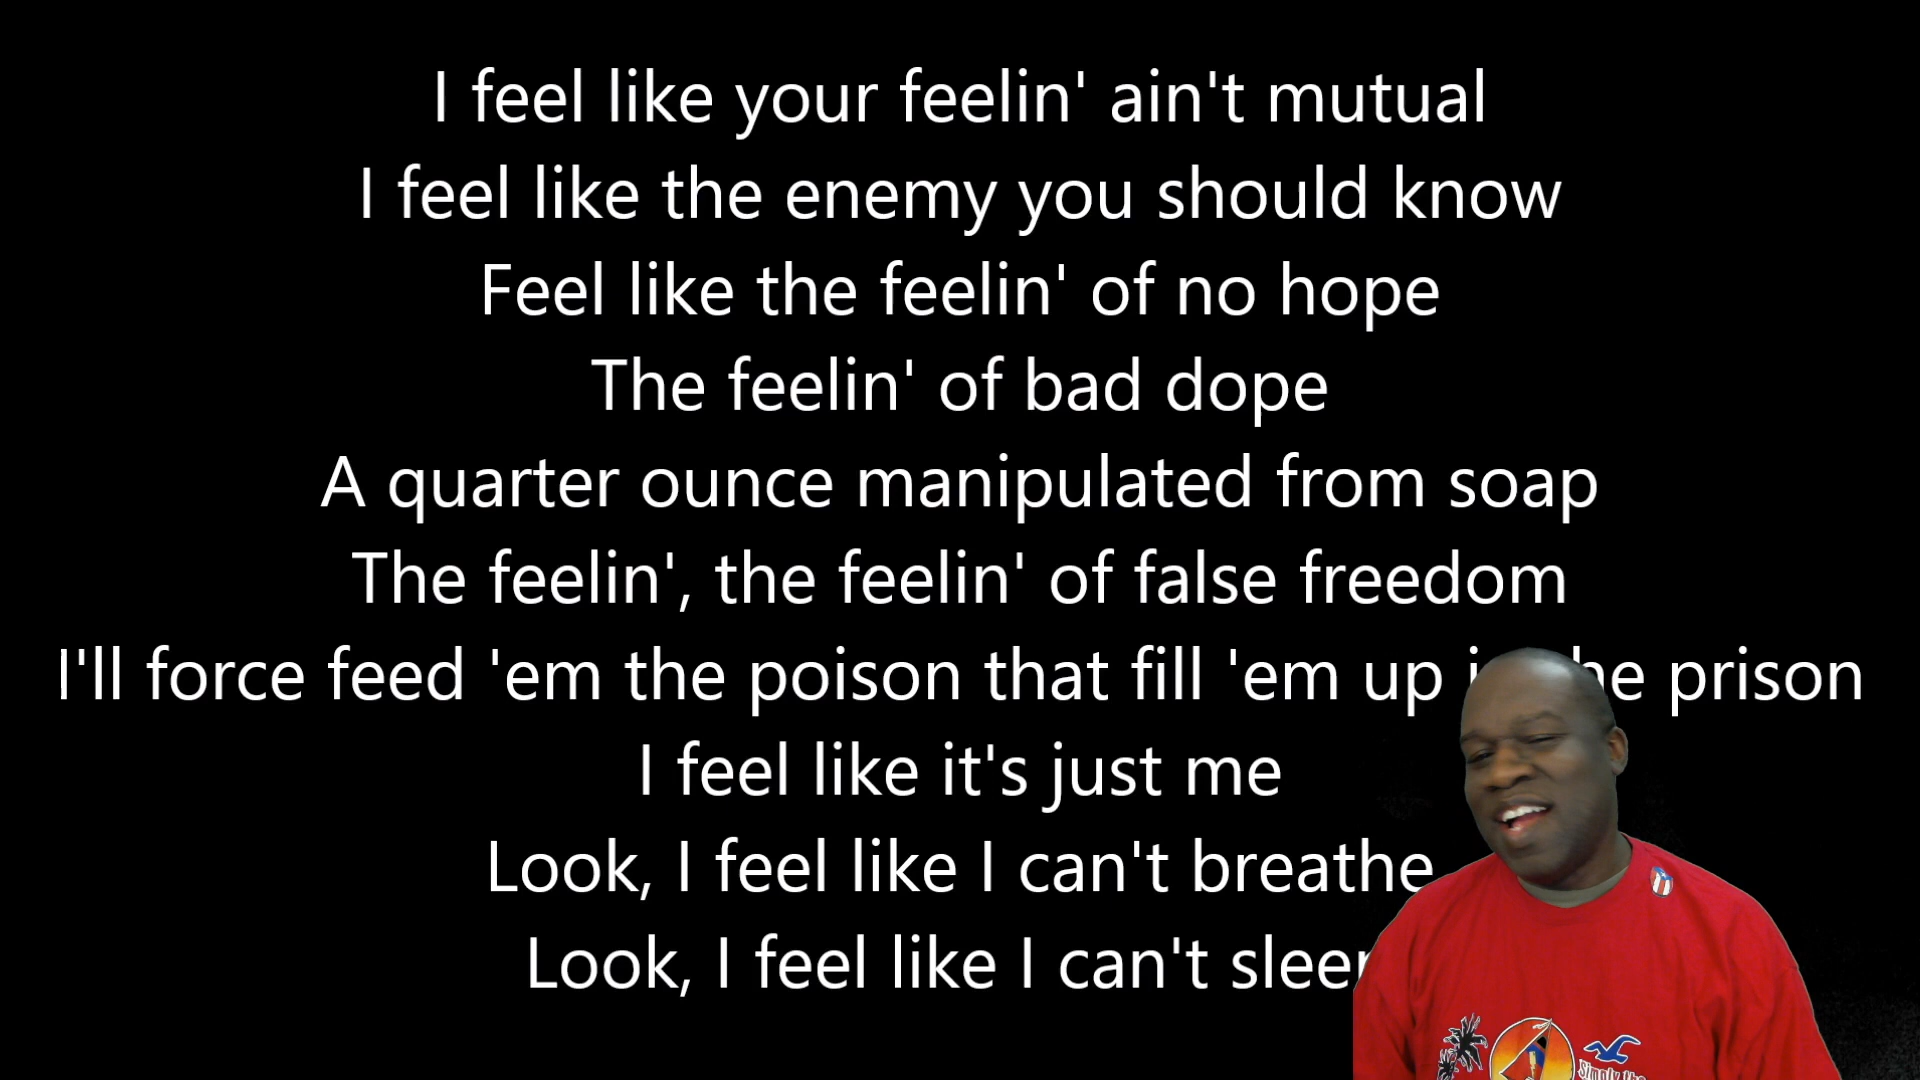 I feel like your feelin' ain't mutual
I feel like the enemy you should know
Feel like the feelin' of no hope
The feelin' of bad dope
A quarter ounce manipulated from soap
The feelin', the feelin' of false freedom
I'll force feed 'em the poison that fill 'em up prison
I feel like it's just me
Look, I feel like I can't breathe
Look, I feel like I can't
Simply the